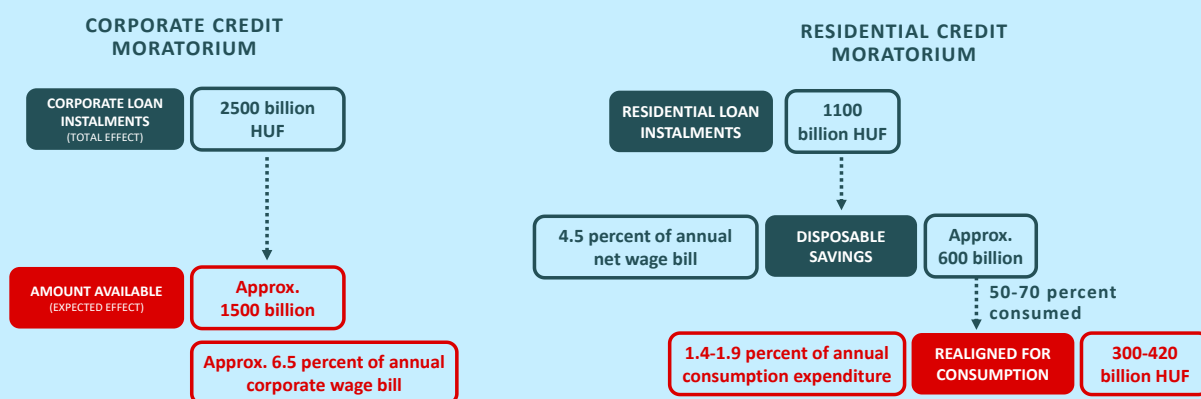 CORPORATE CREDIT
MORATORIUM
CORPORATE LOAN
INSTALMENTS
(TOTAL EFFECT)
2500 billion
HUF
AMOUNT AVAILABLE
(EXPECTED EFFECT)
Approx.
1500 billion
Approx. 6.5 percent of annual
corporate wage bill
RESIDENTIAL CREDIT
MORATORIUM
RESIDENTIAL LOAN
INSTALMENTS
1100
billion HUF
4.5 percent of annual
net wage bill
DISPOSABLE
SAVINGS
Approx.
600 billion
50-70 percent
consumed
1.4-1.9 percent of annual
consumption expenditure
REALIGNED FOR
CONSUMPTION
300-420
billion HUF